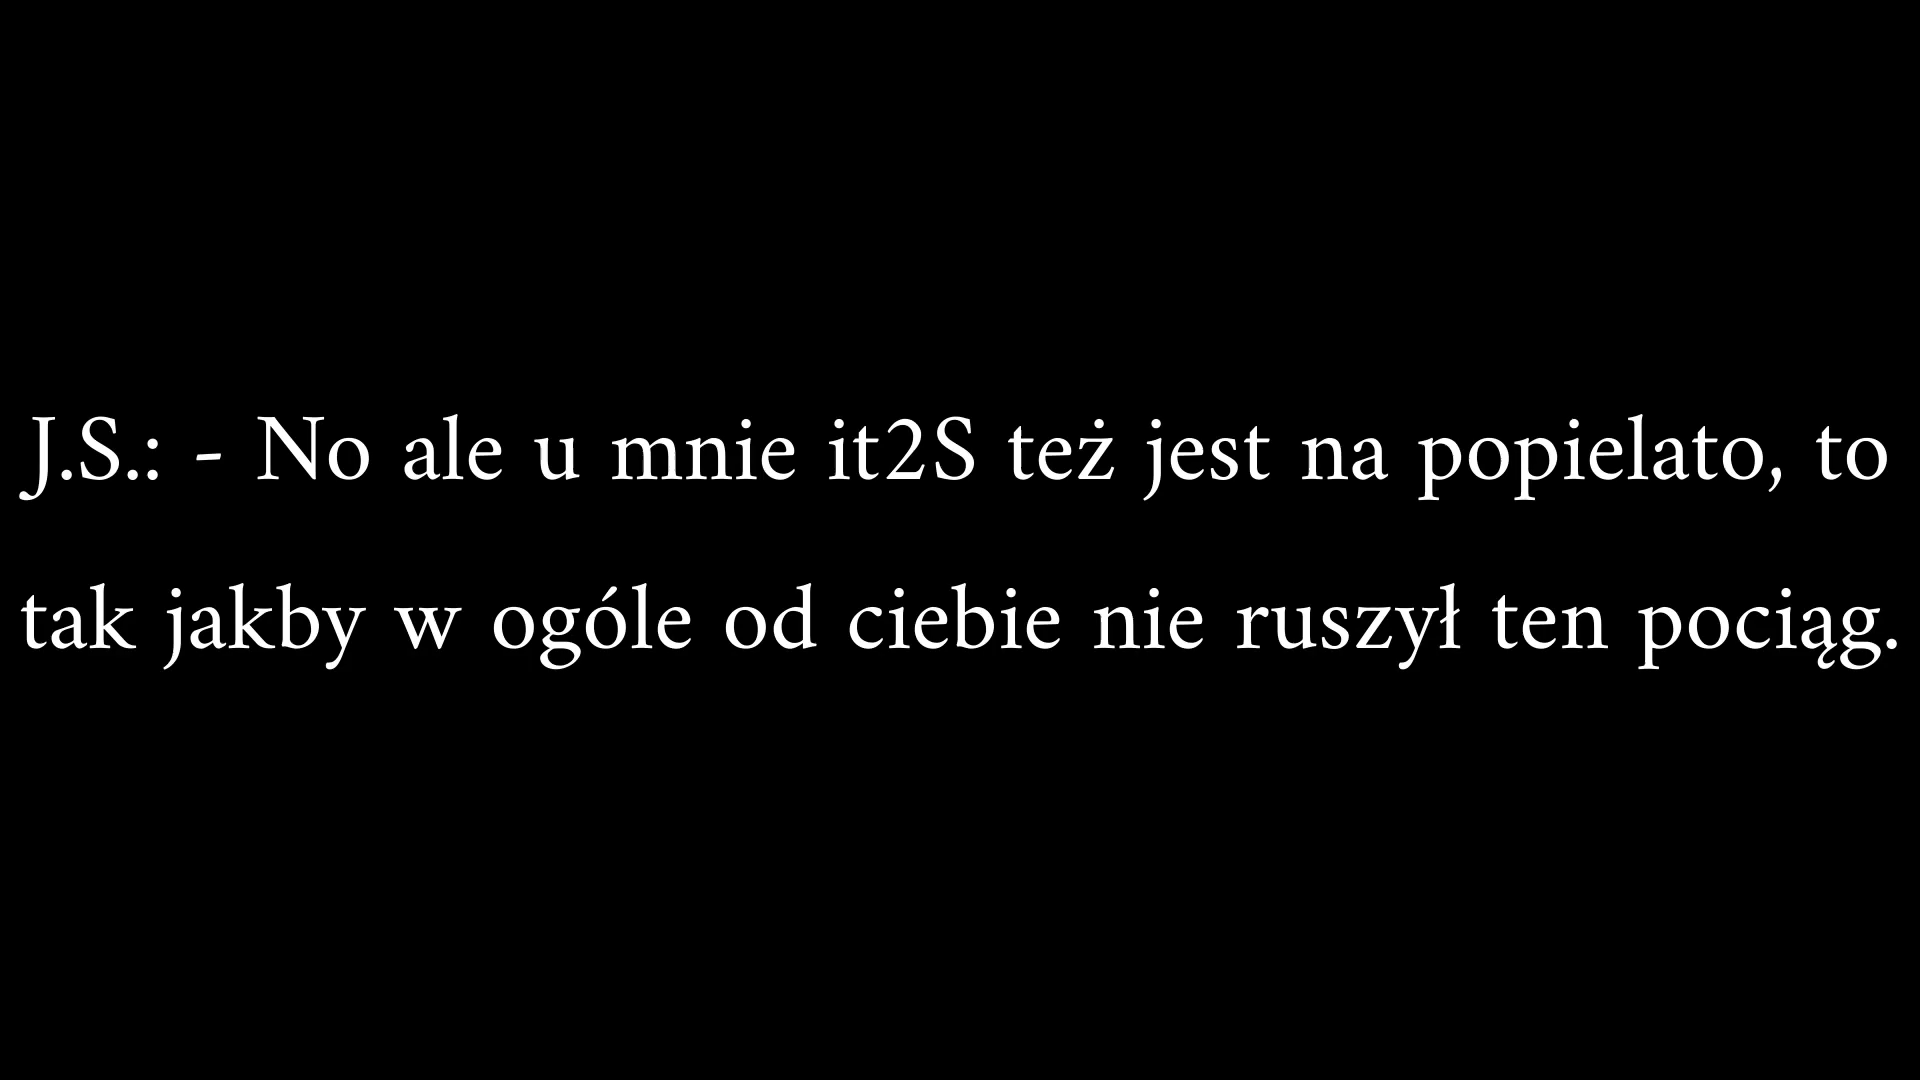 J.S.: - No ale u mnie it2S też jest na popielato, to
tak jakby w ogóle od ciebie nie ruszył ten pociąg.